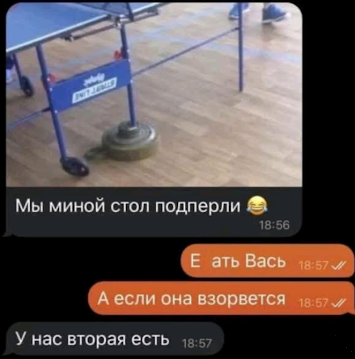 Мы миной стол подперли 😂
18:56
Е ать Вась 18:57
А если она взорвется 18:57
У нас вторая есть 18:57